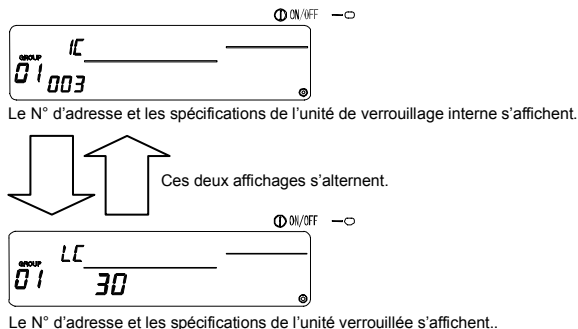 ON/OFF
IC
GROUP
01 003
Le N° d'adresse et les spécifications de l'unité de verrouillage interne s'affichent.
Ces deux affichages s'alternent.
ON/OFF
LC
GROUP
01 30
Le N° d'adresse et les spécifications de l'unité verrouillée s'affichent..